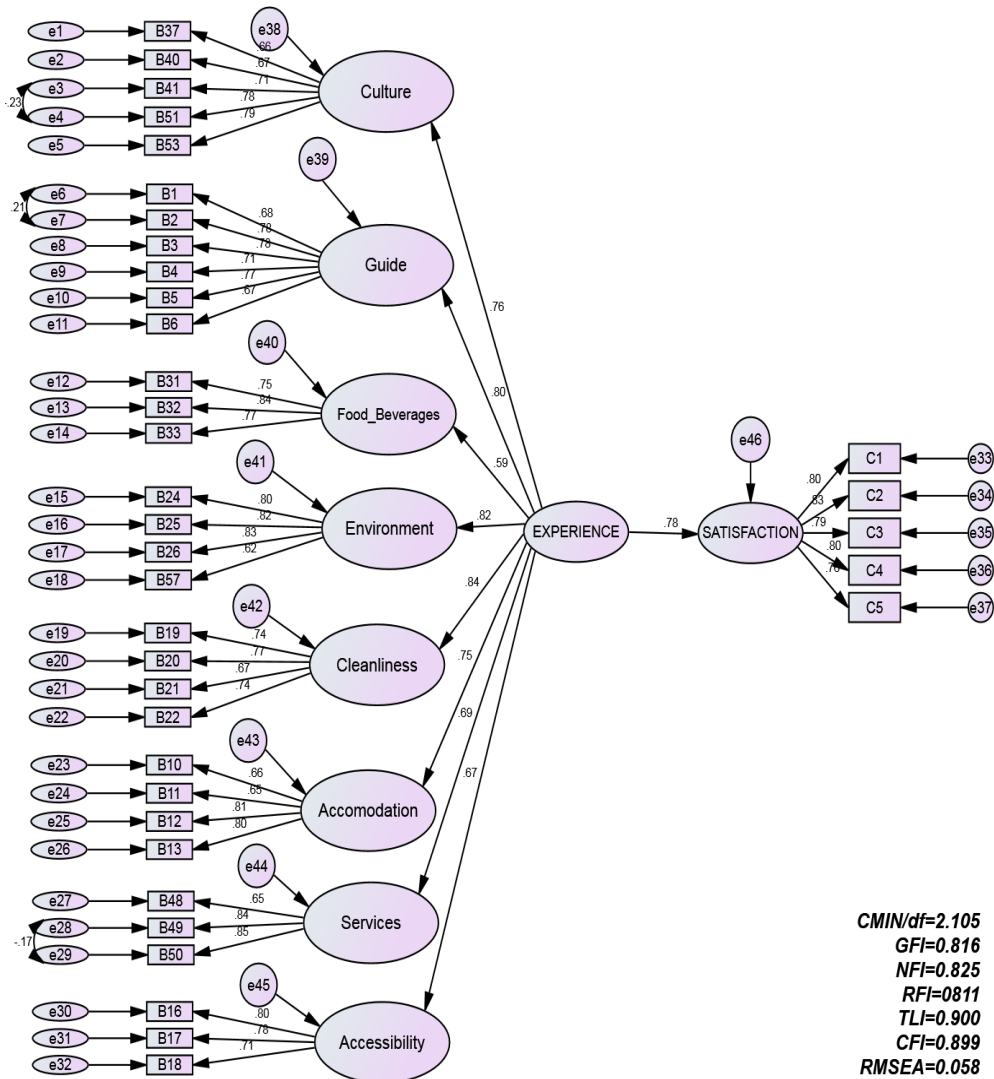 e1 B37 .66 e38
e2 B40 .67
e3 B41 .71 Culture
-.23
e4 B51 .78
e5 B53 .79
e39
e6 B1 .68
.21
e7 B2 .78
e8 B3 .78
e9 B4 .71 Guide
e10 B5 .77
e11 B6 .67
.76
e40
.80
e12 B31 .75
e13 B32 .84 Food_Beverages
e14 B33 .77
.59
e41
e15 B24 .80
e16 B25 .82 Environment
e17 B26 .83
e18 B57 .62
.82 EXPERIENCE .78 SATISFACTION
e46
.80 C1 e33
.83 C2 e34
.79 C3 e35
.80 C4 e36
C5 e37
.84
e42
e19 B19 .74
e20 B20 .77 Cleanliness
e21 B21 .67
e22 B22 .74
.75
.69
.67
e43
e23 B10 .66
e24 B11 .65
e25 B12 .81 Accomodation
e26 B13 .80
e44
e27 B48 .65
e28 B49 .84 Services
-.17
e29 B50 .85
e45
e30 B16 .80
e31 B17 .78 Accessibility
e32 B18 .71
CMIN/df=2.105
GFI=0.816
NFI=0.825
RFI=0811
TLI=0.900
CFI=0.899
RMSEA=0.058